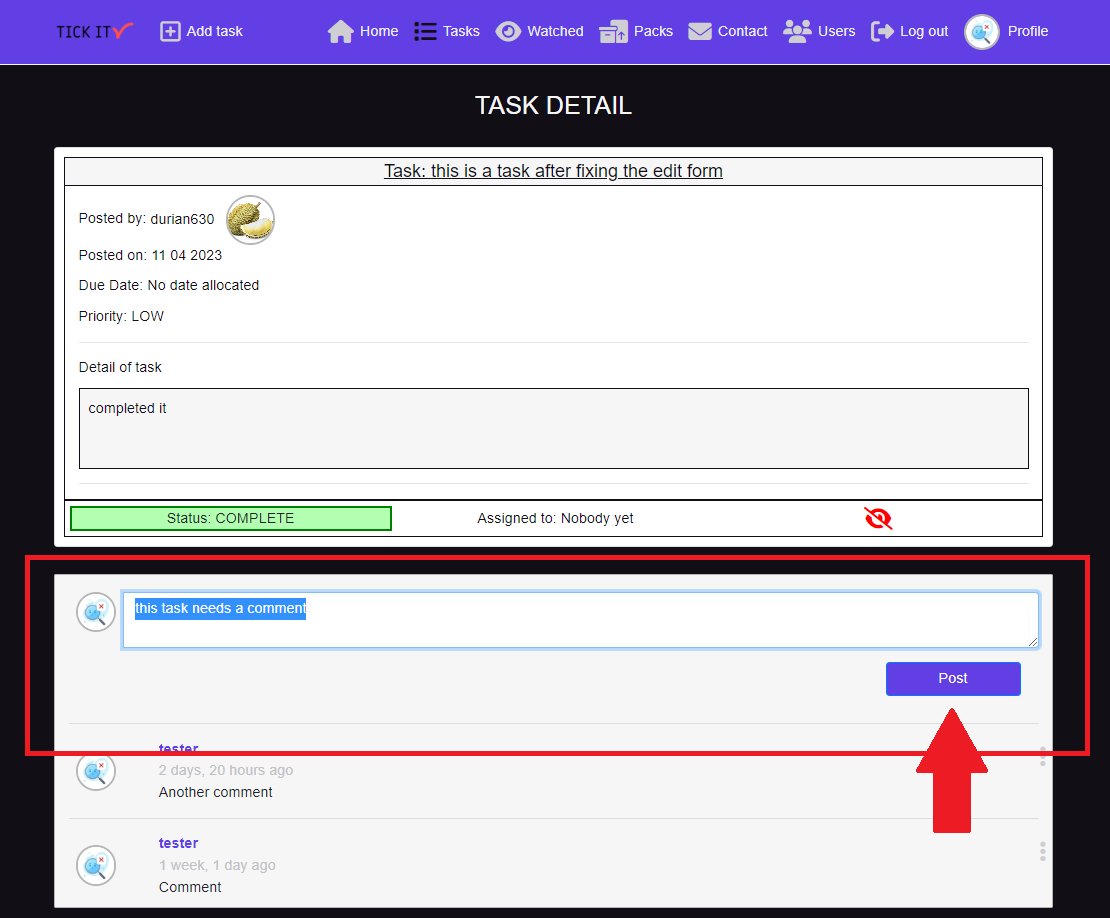 TICK IT Add task Home Tasks Watched Packs Contact Users Log out Profile
TASK DETAIL
Task: this is a task after fixing the edit form
Posted by: durian630
Posted on: 11 04 2023
Due Date: No date allocated
Priority: LOW
Detail of task
completed it
Status: COMPLETE Assigned to: Nobody yet
this task needs a comment
Post
tester
2 days, 20 hours ago
Another comment
tester
1 week, 1 day ago
Comment